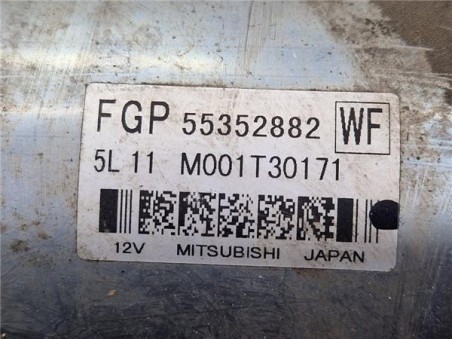 FGP 55352882 WF
5L 11 M001T30171
12V MITSUBISHI JAPAN